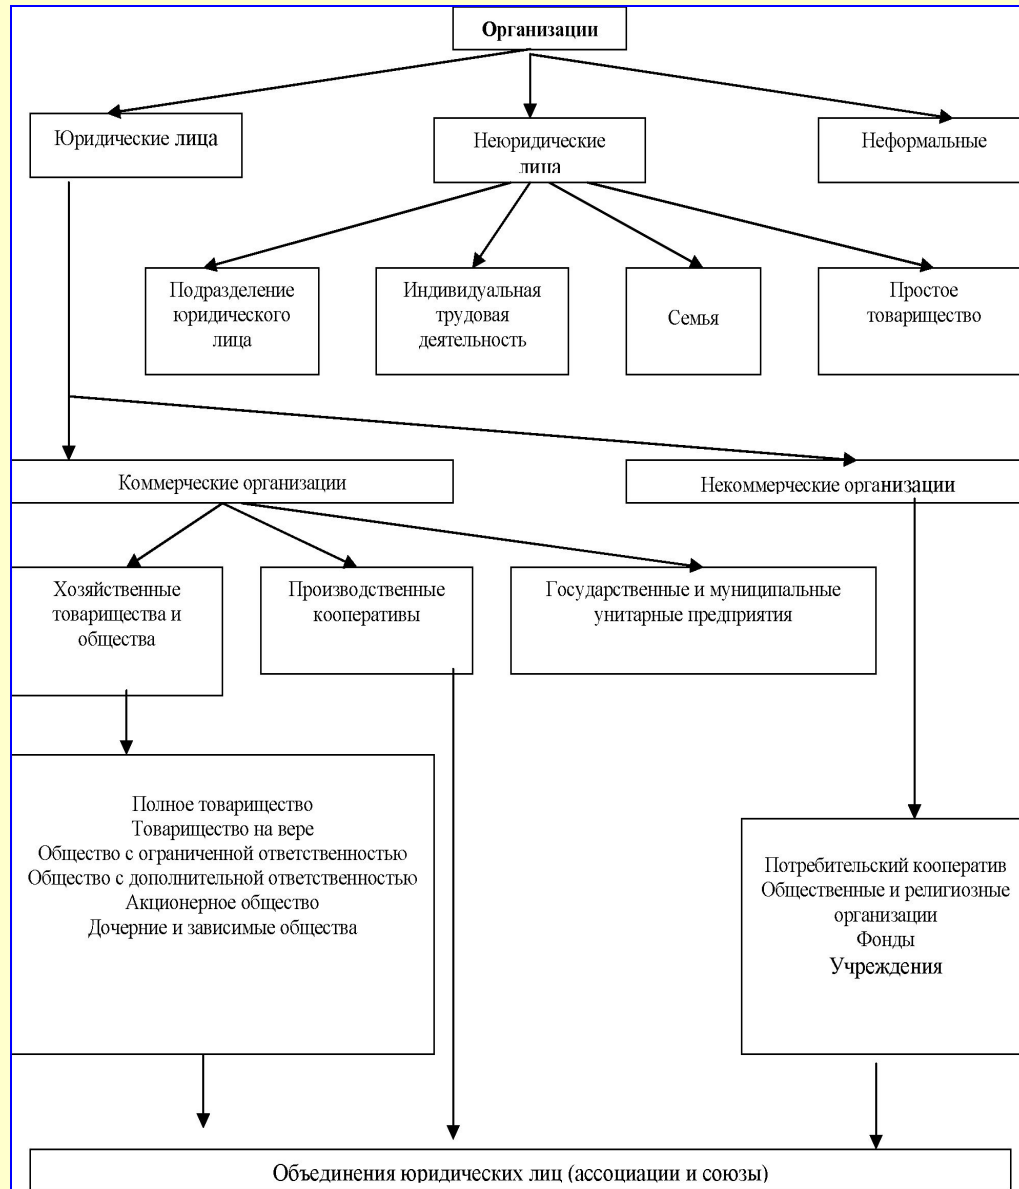 Организации
Юридические лица
Неюридические
лица
Неформальные
Подразделение
юридического
лица
Индивидуальная
трудовая
деятельность
Семья
Простое
товарищество
Коммерческие организации
Некоммерческие организации
Хозяйственные
товарищества и
общества
Производственные
кооперативы
Государственные и муниципальные
унитарные предприятия
Полное товарищество
Товарищество на вере
Общество с ограниченной ответственностью
Общество с дополнительной ответственностью
Акционерное общество
Дочерние и зависимые общества
Потребительский кооператив
Общественные и религиозные
организации
Фонды
Учреждения
Объединения юридических лиц (ассоциации и союзы)